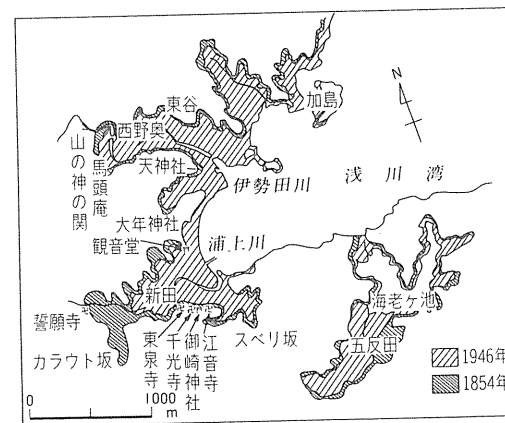 加島
N
東谷
西野奥
山の神の関
馬頭庵
天神社
伊勢田川
浅川湾
大年神社
観音堂
浦上川
新田
海老ヶ池
誓願寺
カラウト坂
東泉寺
千光寺
御崎神社
江音寺
スベリ坂
五反田
1946年
1854年
0 1000
m